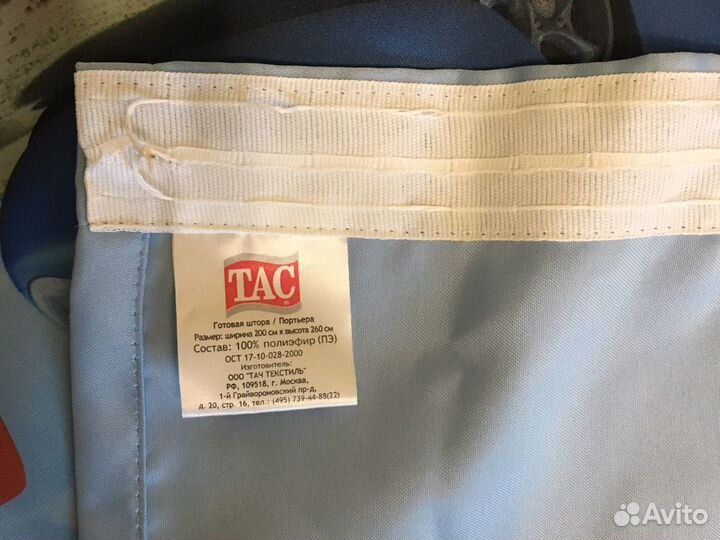 TAC
Готовая штора / Портьера
Размер: ширина 200 см x высота 260 см
Состав: 100% полиэфир (ПЭ)
ОСТ 17-10-028-2000
Изготовитель:
ООО "ТАЧ ТЕКСТИЛЬ"
РФ, 109518, г. Москва,
1-й Грайвороновский пр-д,
д. 20, стр. 16, тел.: (495) 739-44-88(22)
Avito